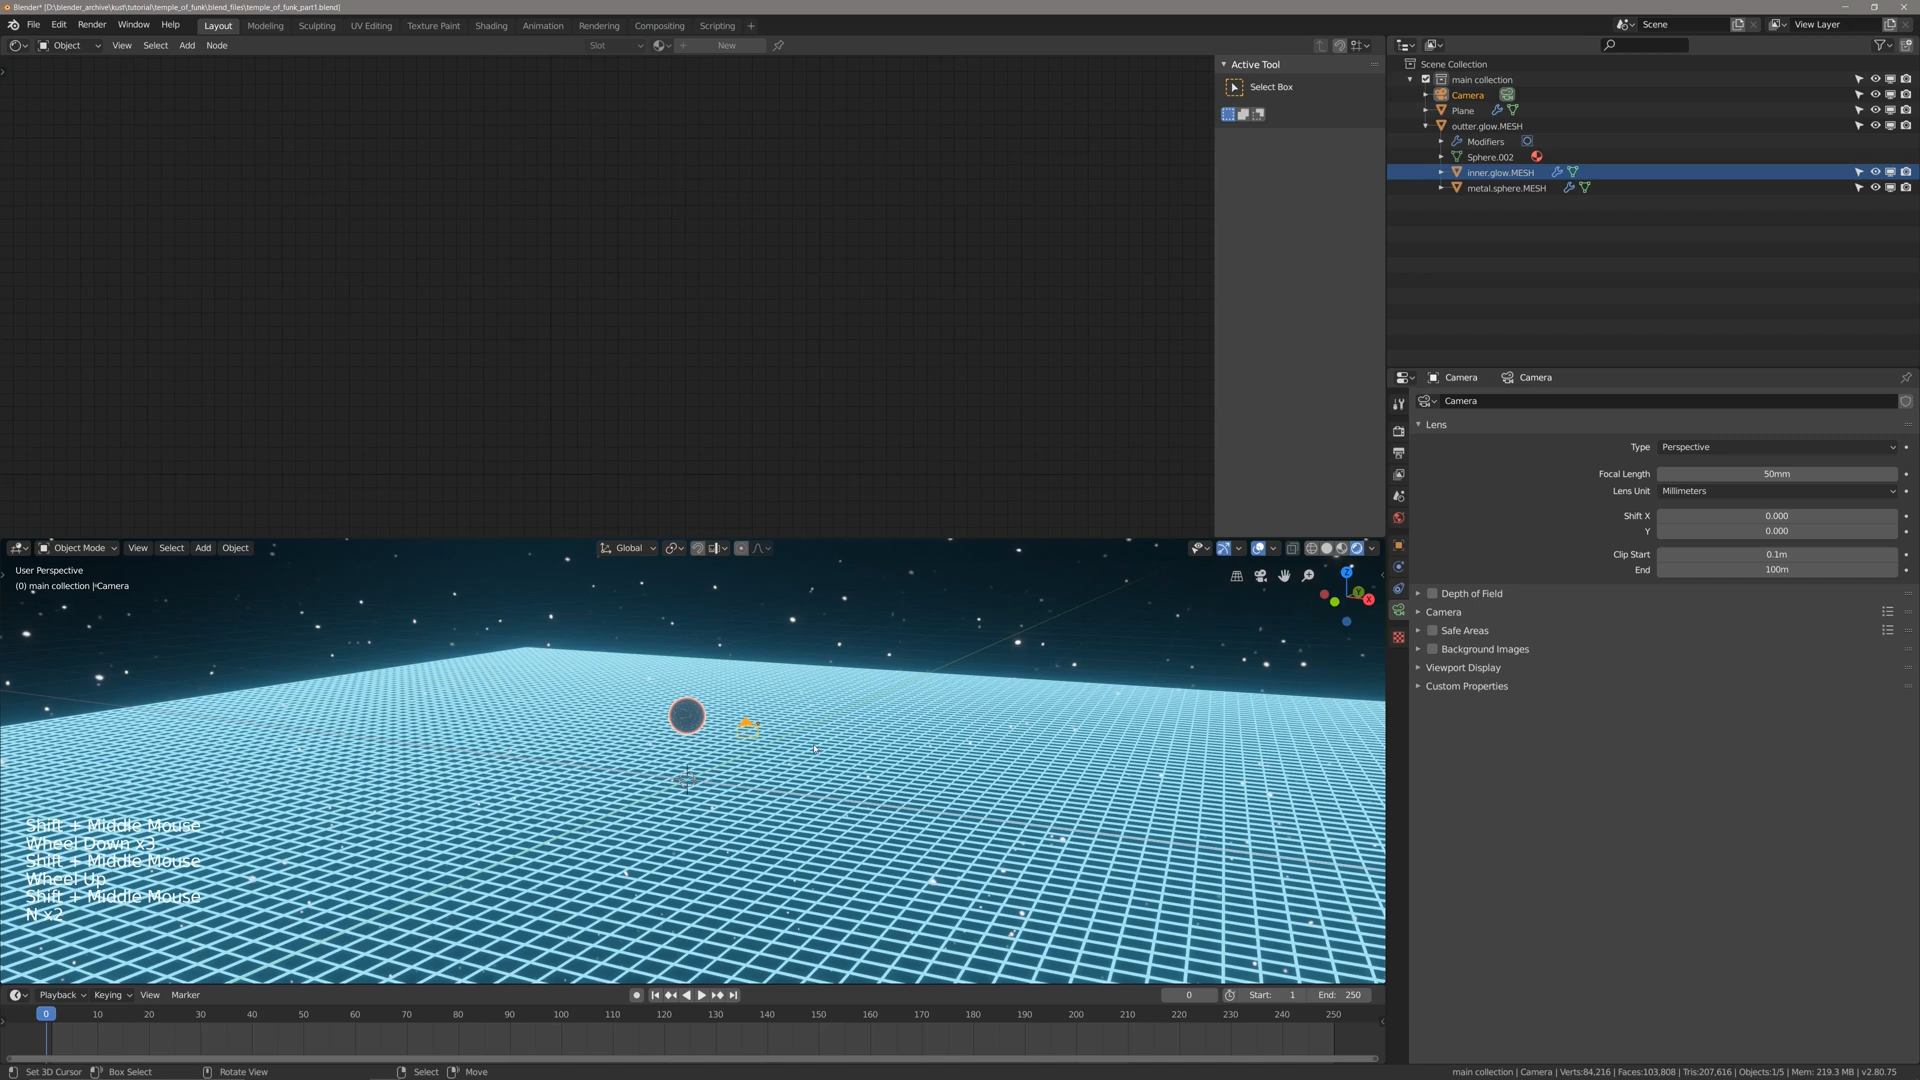 Blender* [D:\blender_archive\kust\tutorial\temple_of_funk\blend_files\temple_of_funk_part1.blend]
File Edit Render Window Help Layout Modeling Sculpting UV Editing Texture Paint Shading Animation Rendering Compositing Scripting + Scene View Layer
Object View Select Add Node Slot New
Active Tool
Select Box
Scene Collection
main collection
Camera
Plane
outter.glow.MESH
Modifiers
Sphere.002
inner.glow.MESH
metal.sphere.MESH
Camera Camera
Camera
Lens
Type Perspective
Focal Length 50mm
Lens Unit Millimeters
Shift X 0.000
Y 0.000
Clip Start 0.1m
End 100m
Depth of Field
Camera
Safe Areas
Background Images
Viewport Display
Custom Properties
Object Mode View Select Add Object Global
User Perspective
(0) main collection | Camera
Z
Y
X
Shift + Middle Mouse
Wheel Down x3
Shift + Middle Mouse
Wheel Up
Shift + Middle Mouse
N x2
Playback Keying View Marker 0 Start: 1 End: 250
0 10 20 30 40 50 60 70 80 90 100 110 120 130 140 150 160 170 180 190 200 210 220 230 240 250
Set 3D Cursor Box Select Rotate View Select Move
main collection | Camera | Verts:84,216 | Faces:103,808 | Tris:207,616 | Objects:1/5 | Mem: 219.3 MB | v2.80.75